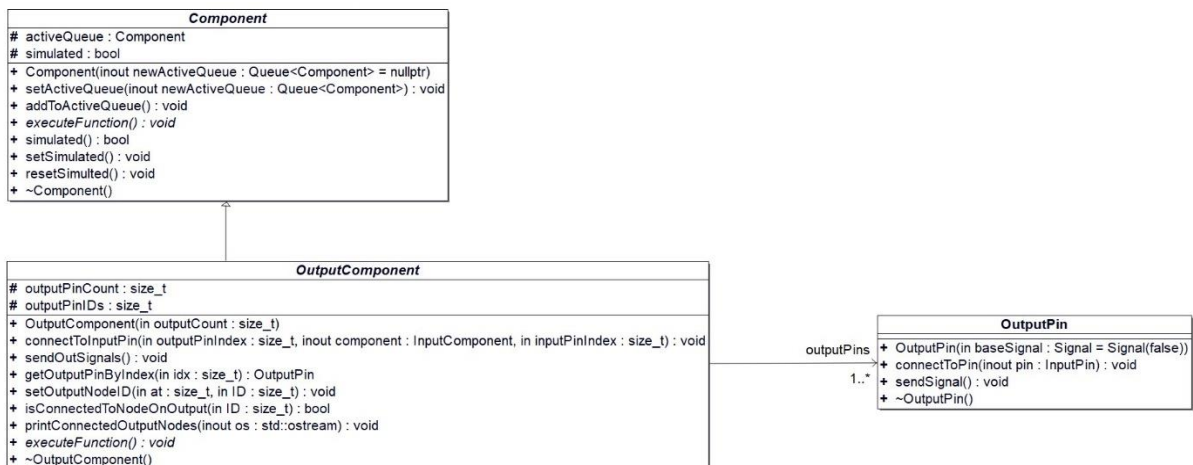 Component
# activeQueue : Component
# simulated : bool
+ Component(inout newActiveQueue : Queue<Component> = nullptr)
+ setActiveQueue(inout newActiveQueue : Queue<Component>) : void
+ addToActiveQueue() : void
+ executeFunction() : void
+ simulated() : bool
+ setSimulated() : void
+ resetSimulted() : void
+ ~Component()
OutputComponent
# outputPinCount : size_t
# outputPinIDs : size_t
+ OutputComponent(in outputCount : size_t)
+ connectToInputPin(in outputPinIndex : size_t, inout component : InputComponent, in inputPinIndex : size_t) : void
+ sendOutSignals() : void
+ getOutputPinByIndex(in idx : size_t) : OutputPin
+ setOutputNodeID(in at : size_t, in ID : size_t) : void
+ isConnectedToNodeOnOutput(in ID : size_t) : bool
+ printConnectedOutputNodes(inout os : std::ostream) : void
+ executeFunction() : void
+ ~OutputComponent()
outputPins
1..*
OutputPin
+ OutputPin(in baseSignal : Signal = Signal(false))
+ connectToPin(inout pin : InputPin) : void
+ sendSignal() : void
+ ~OutputPin()